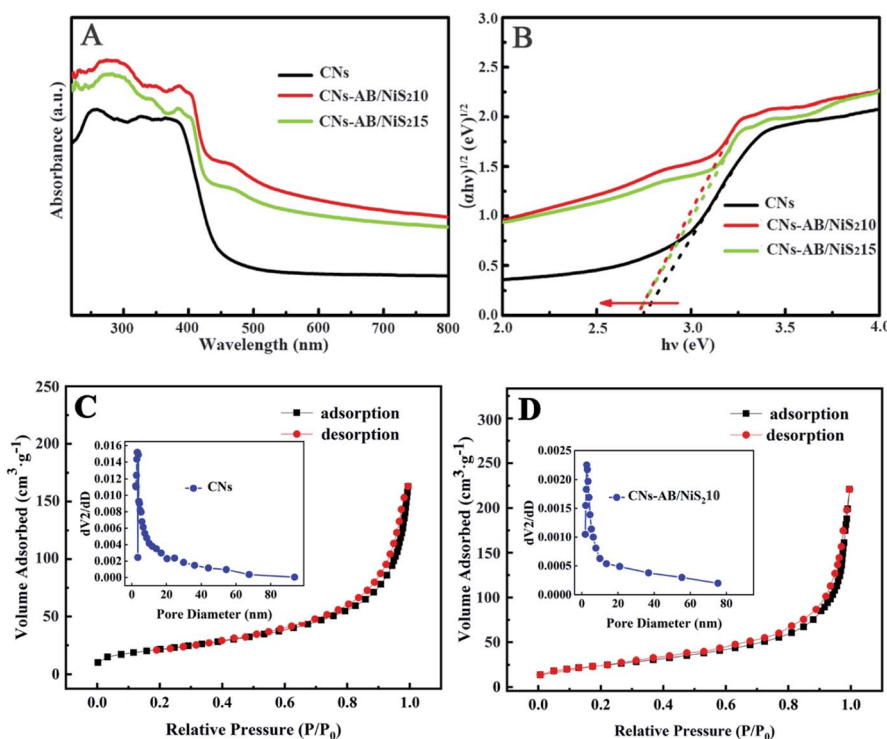 A
CNs
CNs-AB/NiS₂10
CNs-AB/NiS₂15
Absorbance (a.u.)
300 400 500 600 700 800
Wavelength (nm)
B
CNs
CNs-AB/NiS₂10
CNs-AB/NiS₂15
(αhν)^1/2 (eV)^1/2
3.0
2.5
2.0
1.5
1.0
0.5
0.0
2.0 2.5 3.0 3.5 4.0
hν (eV)
C
adsorption
desorption
Volume Adsorbed (cm³·g⁻¹)
250
200
150
100
50
0
0.0 0.2 0.4 0.6 0.8 1.0
Relative Pressure (P/P₀)
CNs
dV2/dD
0.016
0.014
0.012
0.010
0.008
0.006
0.004
0.002
0.000
0 20 40 60 80 100
Pore Diameter (nm)
D
adsorption
desorption
Volume Adsorbed (cm³·g⁻¹)
300
250
200
150
100
50
0
0.0 0.2 0.4 0.6 0.8 1.0
Relative Pressure (P/P₀)
CNs-AB/NiS₂10
dV2/dD
0.0025
0.0020
0.0015
0.0010
0.0005
0.0000
0 20 40 60 80
Pore Diameter (nm)